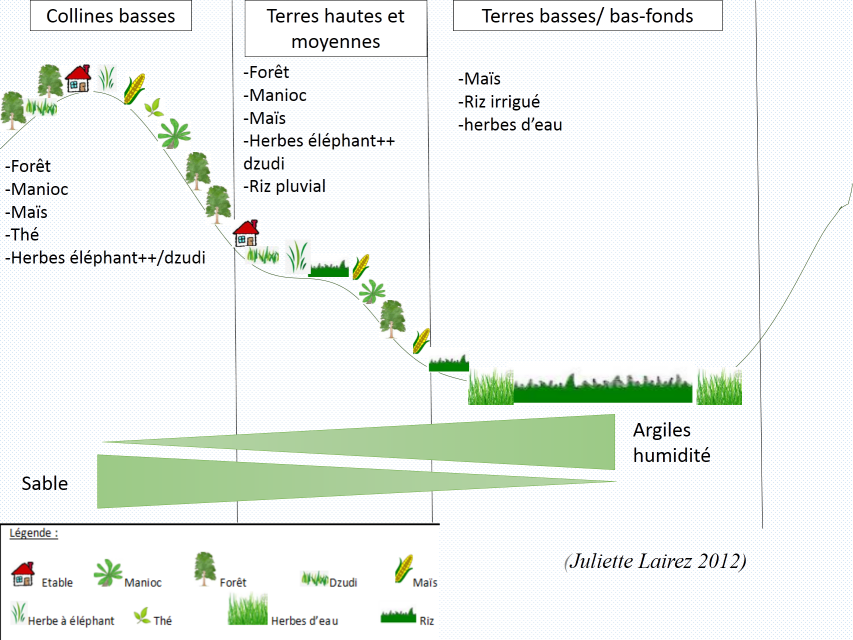 Collines basses
Terres hautes et
moyennes
Terres basses/ bas-fonds
-Forêt
-Manioc
-Maïs
-Thé
-Herbes éléphant++/dzudi
-Forêt
-Manioc
-Maïs
-Herbes éléphant++
dzudi
-Riz pluvial
-Maïs
-Riz irrigué
-herbes d’eau
Argiles
humidité
Sable
Légende :
Etable
Manioc
Forêt
Dzudi
Maïs
Herbe à éléphant
Thé
Herbes d'eau
Riz
(Juliette Lairez 2012)